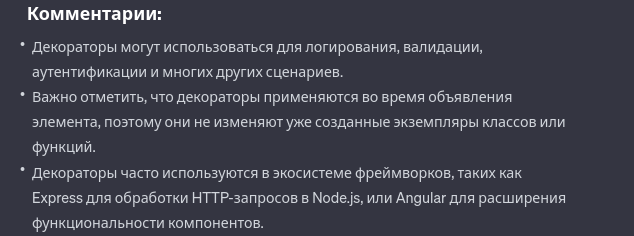 Комментарии:
• Декораторы могут использоваться для логирования, валидации,
аутентификации и многих других сценариев.
• Важно отметить, что декораторы применяются во время объявления
элемента, поэтому они не изменяют уже созданные экземпляры классов или
функций.
• Декораторы часто используются в экосистеме фреймворков, таких как
Express для обработки HTTP-запросов в Node.js, или Angular для расширения
функциональности компонентов.